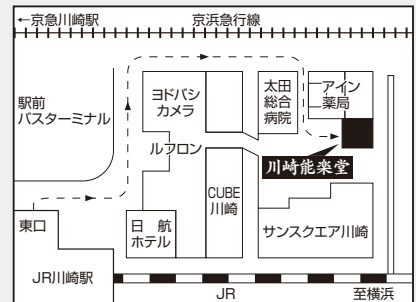 ←京急川崎駅
京浜急行線
駅前
バスターミナル
ヨドバシ
カメラ
ルフロン
太田
総合
病院
アイン
薬局
川崎能楽堂
CUBE
川崎
サンスクエア川崎
東口
日航
ホテル
JR川崎駅
JR
至横浜